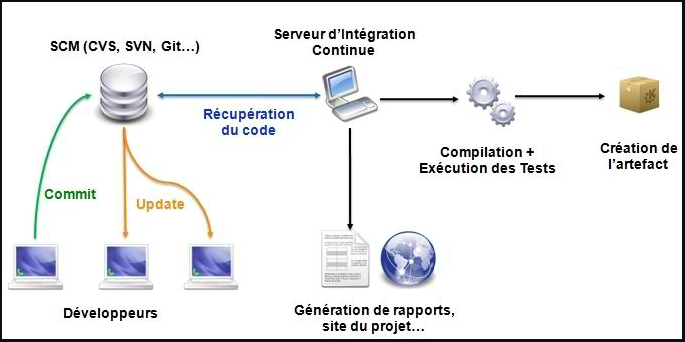 SCM (CVS, SVN, Git…)
Serveur d’Intégration
Continue
Récupération
du code
Compilation +
Exécution des Tests
Création de
l’artefact
Commit
Update
Développeurs
Génération de rapports,
site du projet…